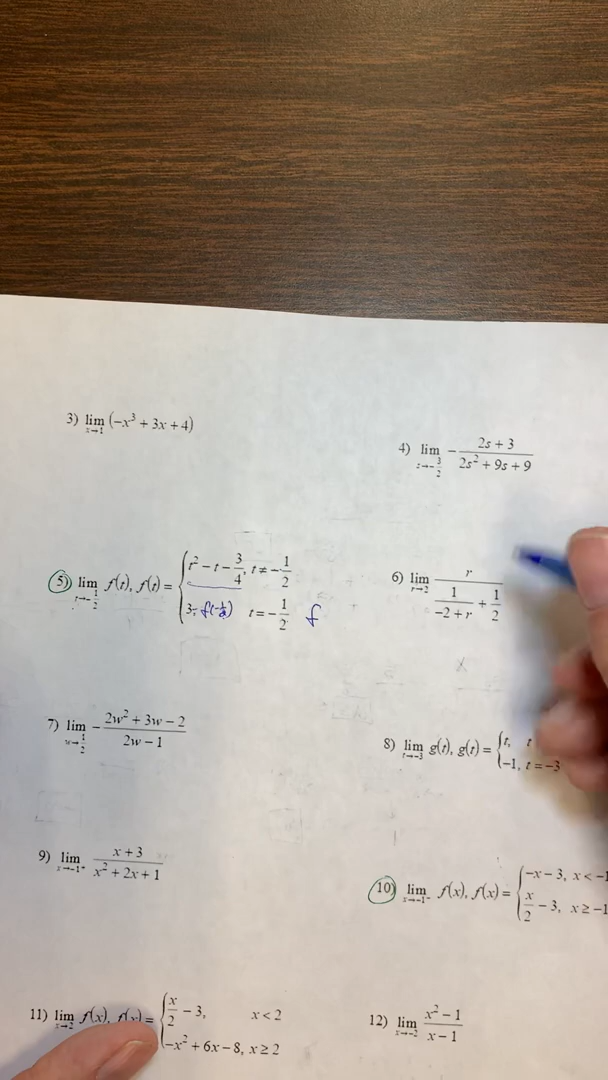 3) lim x→1 (−x³ + 3x + 4)
4) lim s→−3/2 − (2s + 3)/(2s² + 9s + 9)
5) lim t→−1/2 f(t), f(t) = { t² − t − 3/4, t ≠ −1/2
3, f(−1/2) t = −1/2 f
6) lim r→2 r/(1/(−2 + r) + 1/2)
7) lim w→1/2 − (2w² + 3w − 2)/(2w − 1)
8) lim t→−3 g(t), g(t) = { t, t
−1, t = −3
9) lim x→−1⁺ (x + 3)/(x² + 2x + 1)
10) lim x→−1⁻ f(x), f(x) = { −x − 3, x < −1
x/2 − 3, x ≥ −1
11) lim x→2 f(x), f(x) = { x/2 − 3, x < 2
−x² + 6x − 8, x ≥ 2
12) lim x→−2 (x² − 1)/(x − 1)